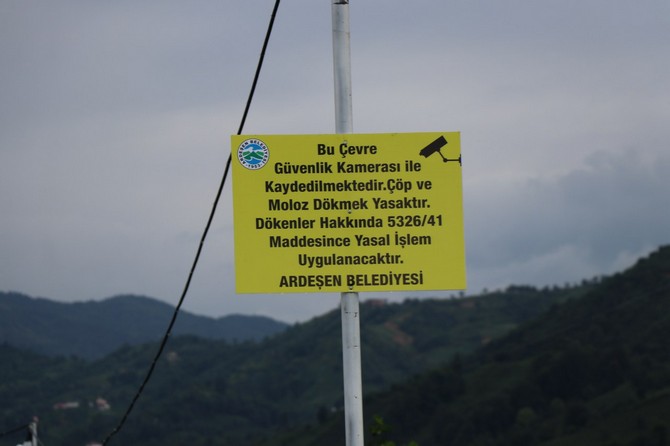 Bu Çevre
Güvenlik Kamerası ile
Kaydedilmektedir.Çöp ve
Moloz Dökmek Yasaktır.
Dökenler Hakkında 5326/41
Maddesince Yasal İşlem
Uygulanacaktır.
ARDEŞEN BELEDİYESİ